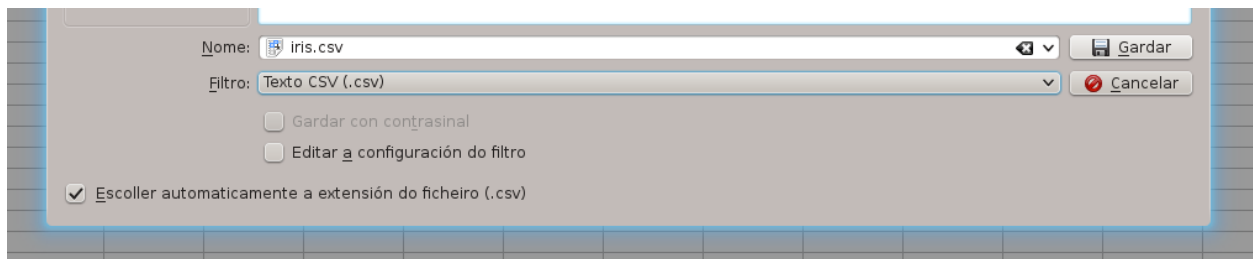 Nome: iris.csv Gardar
Filtro: Texto CSV (.csv) Cancelar
Gardar con contrasinal
Editar a configuración do filtro
Escoller automaticamente a extensión do ficheiro (.csv)